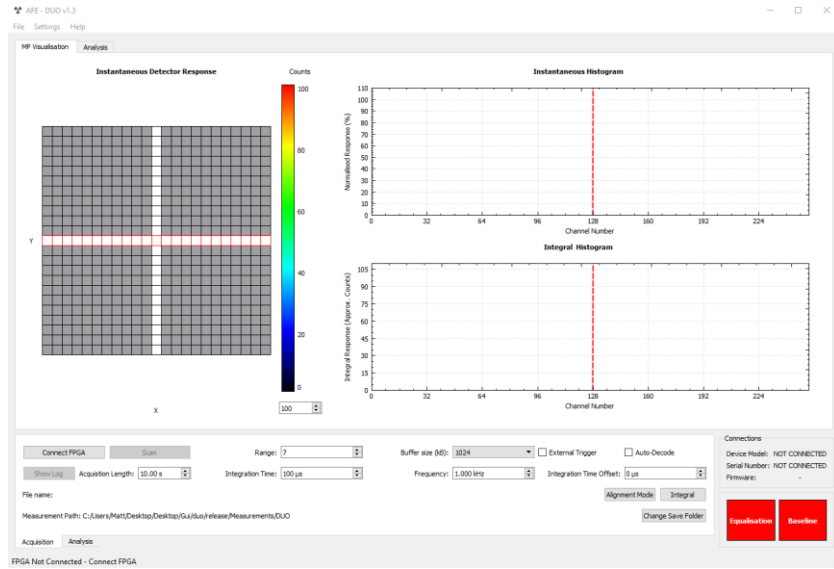 AFE - DUO v1.3
File Settings Help
MP Visualisation Analysis
Instantaneous Detector Response
Counts
100
80
60
40
20
0
Y
X
100
Instantaneous Histogram
Normalised Response (%)
110
100
90
80
70
60
50
40
30
20
10
0
0 32 64 96 128 160 192 224
Channel Number
Integral Histogram
Integral Response (Approx. Counts)
105
90
75
60
45
30
15
0
0 32 64 96 128 160 192 224
Channel Number
Connect FPGA Scan Range: 7 Buffer size (kB): 1024 External Trigger Auto-Decode
Show Log Acquistion Length: 10.00 s Integration Time: 100 µs Frequency: 1.000 kHz Integration Time Offset: 0 µs
File name: Alignment Mode Integral
Measurement Path: C:/Users/Matt/Desktop/Desktop/Gui/duo/release/Measurements/DUO Change Save Folder
Acquisition Analysis
Connections
Device Model: NOT CONNECTED
Serial Number: NOT CONNECTED
Firmware: -
Equalisation Baseline
FPGA Not Connected - Connect FPGA